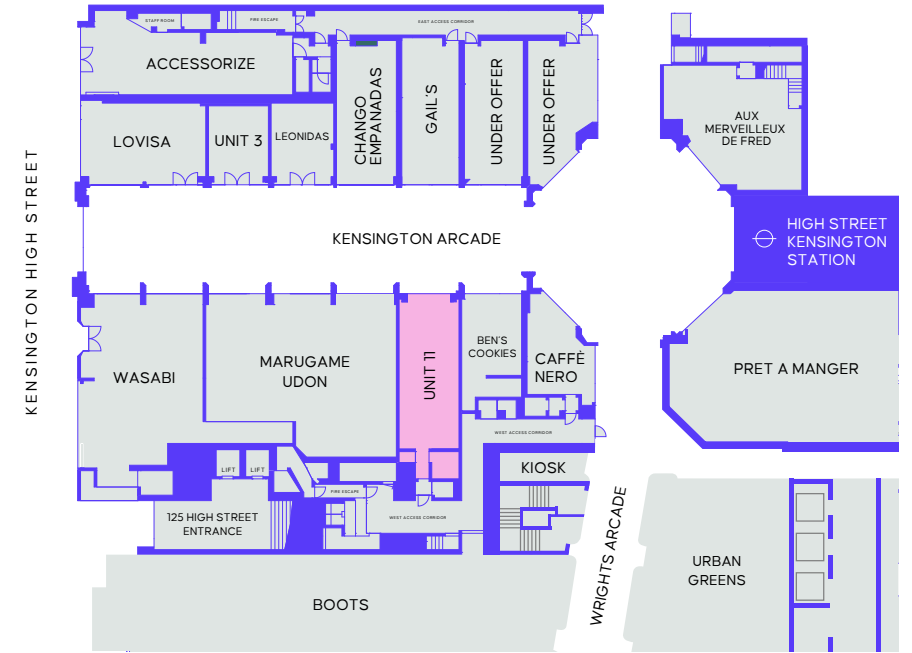 STAFF ROOM
FIRE ESCAPE
EAST ACCESS CORRIDOR
ACCESSORIZE
LOVISA
UNIT 3
LEONIDAS
CHANGO
EMPANADAS
GAIL'S
UNDER OFFER
UNDER OFFER
AUX
MERVEILLEUX
DE FRED
KENSINGTON HIGH STREET
KENSINGTON ARCADE
HIGH STREET
KENSINGTON
STATION
WASABI
MARUGAME
UDON
UNIT 11
BEN'S
COOKIES
CAFFÈ
NERO
PRET A MANGER
WEST ACCESS CORRIDOR
LIFT
LIFT
KIOSK
FIRE ESCAPE
125 HIGH STREET
ENTRANCE
WEST ACCESS CORRIDOR
WRIGHTS ARCADE
URBAN
GREENS
BOOTS